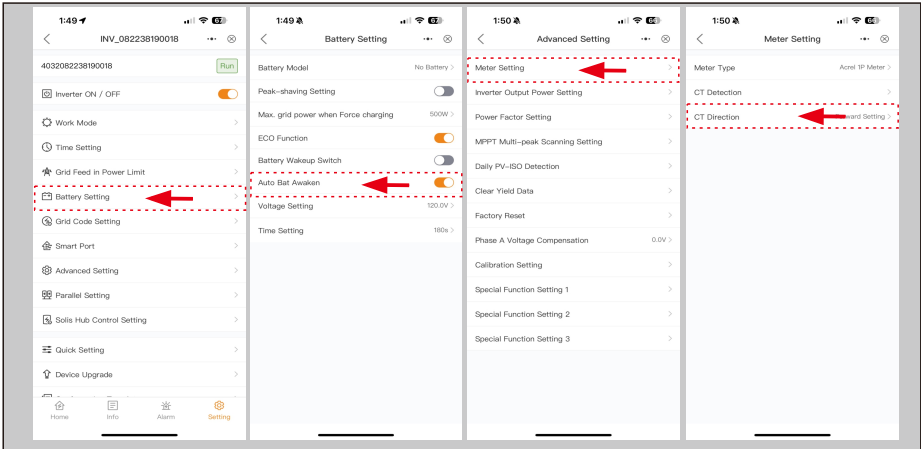 1:49
67
INV_082238190018
4032082238190018
Run
Inverter ON / OFF
Work Mode
Time Setting
Grid Feed in Power Limit
Battery Setting
Grid Code Setting
Smart Port
Advanced Setting
Parallel Setting
Solis Hub Control Setting
Quick Setting
Device Upgrade
Home
Info
Alarm
Setting
1:49
67
Battery Setting
Battery Model
No Battery
Peak-shaving Setting
Max. grid power when Force charging
500W
ECO Function
Battery Wakeup Switch
Auto Bat Awaken
Voltage Setting
120.0V
Time Setting
180s
1:50
Advanced Setting
Meter Setting
Inverter Output Power Setting
Power Factor Setting
MPPT Multi-peak Scanning Setting
Daily PV-ISO Detection
Clear Yield Data
Factory Reset
Phase A Voltage Compensation
0.0V
Calibration Setting
Special Function Setting 1
Special Function Setting 2
Special Function Setting 3
1:50
Meter Setting
Meter Type
Acrel 1P Meter
CT Detection
CT Direction
Setting